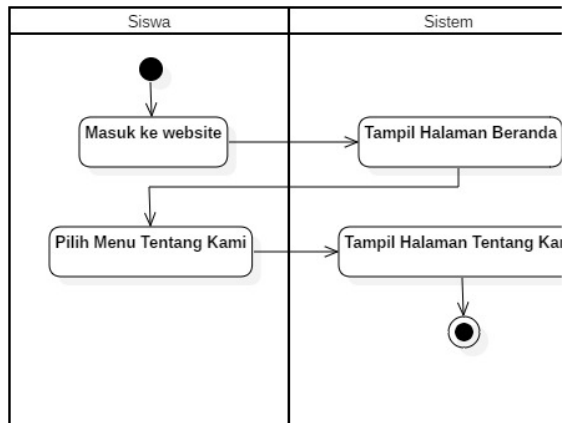 Siswa
Sistem
Masuk ke website
Tampil Halaman Beranda
Pilih Menu Tentang Kami
Tampil Halaman Tentang